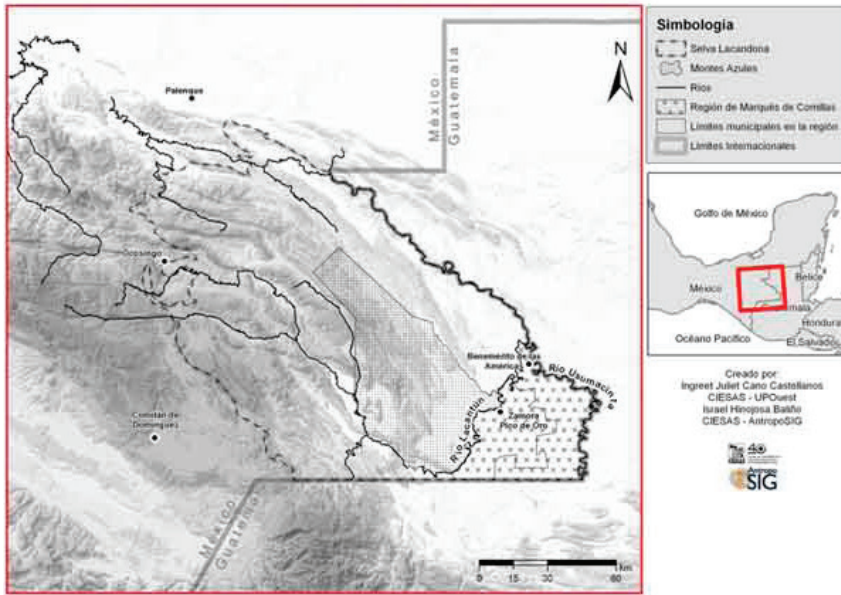 Palenque
México
Guatemala
N
Ocosingo
Comitán de
Domínguez
Benemérito de las
Américas
Río Usumacinta
Río Lacantún
Zamora
Pico de Oro
México
Guatemala
0 15 30 60
km
Simbología
Selva Lacandona
Montes Azules
Ríos
Región de Marqués de Comillas
Límites municipales en la región
Límites Internacionales
Golfo de México
México
Belice
Honduras
El Salvador
Océano Pacífico
Creado por:
Ingreet Juliet Cano Castellanos
CIESAS - UPOuest
Israel Hinojosa Baliño
CIESAS - AntropoSIG
40
Antropo
SIG